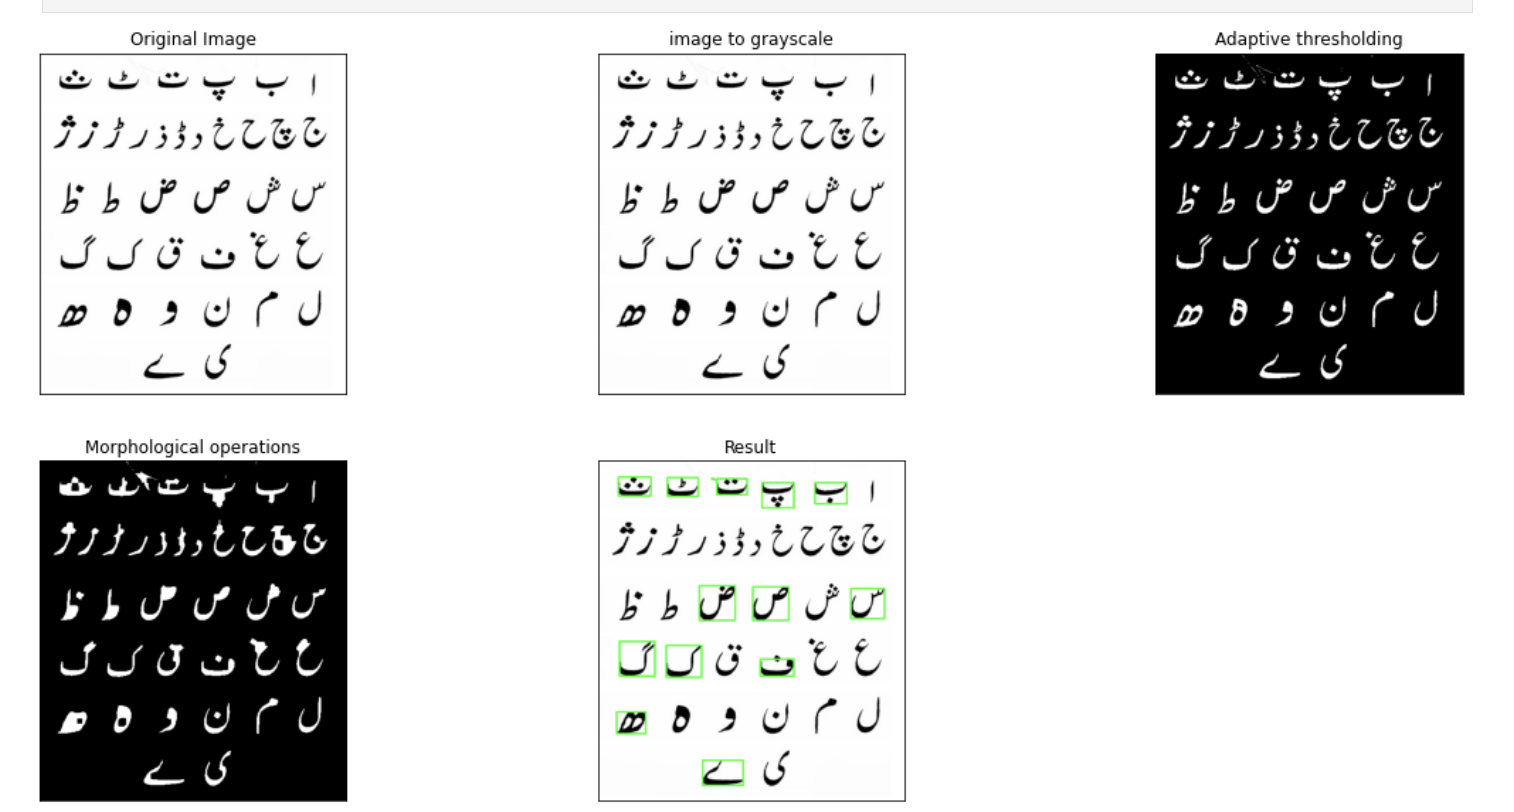 Original Image
ا ب پ ت ٹ ث
ج چ ح خ د ڈ ذ ر ڑ ز ژ
س ش ص ض ط ظ
ع غ ف ق ک گ
ل م ن و ہ ھ
ی ے
image to grayscale
ا ب پ ت ٹ ث
ج چ ح خ د ڈ ذ ر ڑ ز ژ
س ش ص ض ط ظ
ع غ ف ق ک گ
ل م ن و ہ ھ
ی ے
Adaptive thresholding
ا ب پ ت ٹ ث
ج چ ح خ د ڈ ذ ر ڑ ز ژ
س ش ص ض ط ظ
ع غ ف ق ک گ
ل م ن و ہ ھ
ی ے
Morphological operations
ا ب پ ت ٹ ث
ج چ ح خ د ڈ ذ ر ڑ ز ژ
س ش ص ض ط ظ
ع غ ف ق ک گ
ل م ن و ہ ھ
ی ے
Result
ا ب پ ت ٹ ث
ج چ ح خ د ڈ ذ ر ڑ ز ژ
س ش ص ض ط ظ
ع غ ف ق ک گ
ل م ن و ہ ھ
ی ے